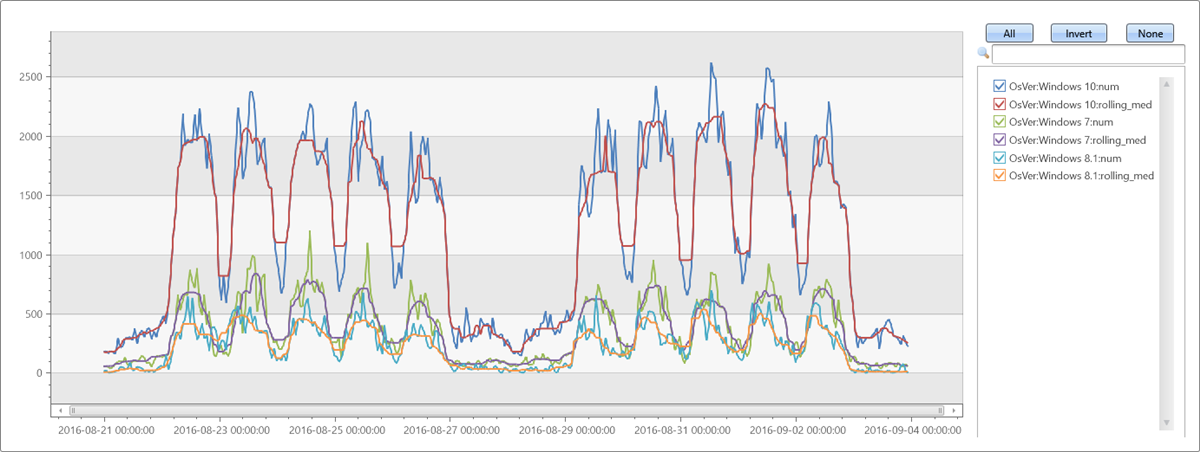 All Invert None
2500
2000
1500
1000
500
0
2016-08-21 00:00:00 2016-08-23 00:00:00 2016-08-25 00:00:00 2016-08-27 00:00:00 2016-08-29 00:00:00 2016-08-31 00:00:00 2016-09-02 00:00:00 2016-09-04 00:00:00
OsVer:Windows 10:num
OsVer:Windows 10:rolling_med
OsVer:Windows 7:num
OsVer:Windows 7:rolling_med
OsVer:Windows 8.1:num
OsVer:Windows 8.1:rolling_med